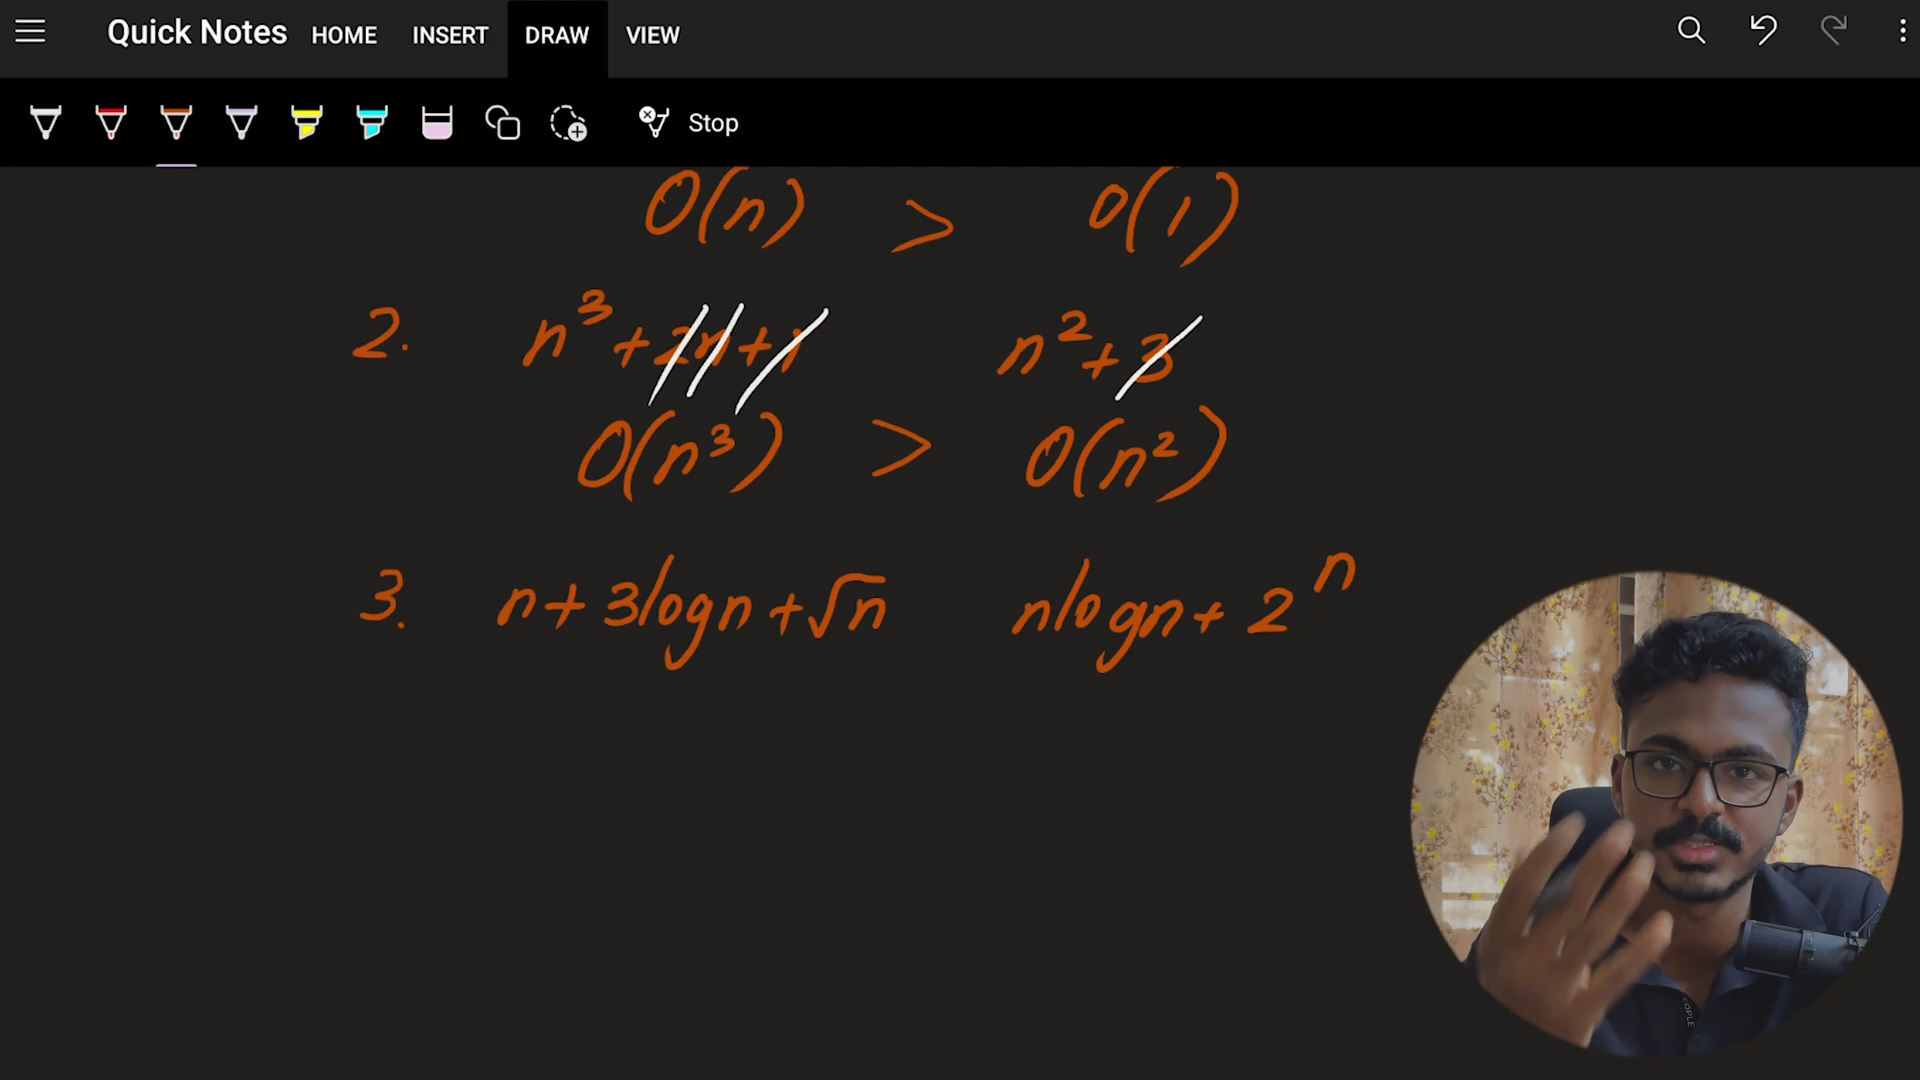 Quick Notes HOME INSERT DRAW VIEW
Stop
O(n) > O(1)
2. n³+2n+1 n²+3
O(n³) > O(n²)
3. n+3logn+√n nlogn+2ⁿ
OPLE